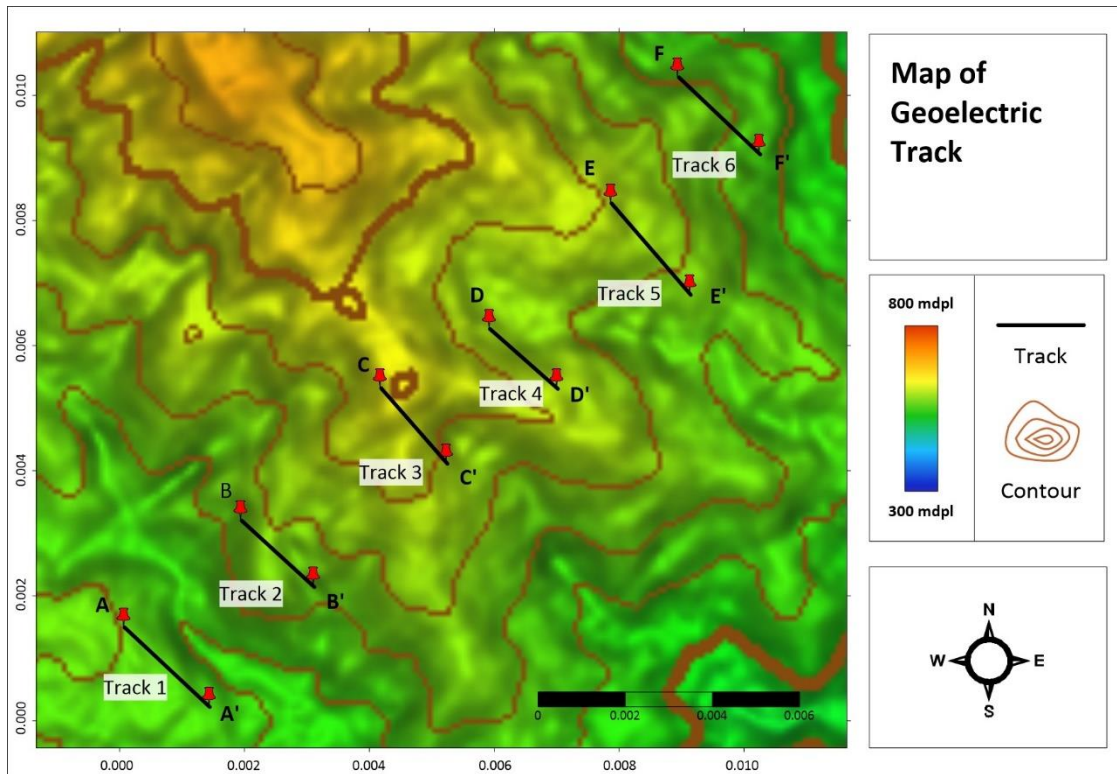 Map of
Geoelectric
Track
800 mdpl
300 mdpl
Track
Contour
N
W
E
S
F
Track 6
F'
E
Track 5
E'
D
Track 4
D'
C
Track 3
C'
B
Track 2
B'
A
Track 1
A'
0.010
0.008
0.006
0.004
0.002
0.000
0.000
0.002
0.004
0.006
0.008
0.010
0
0.002
0.004
0.006